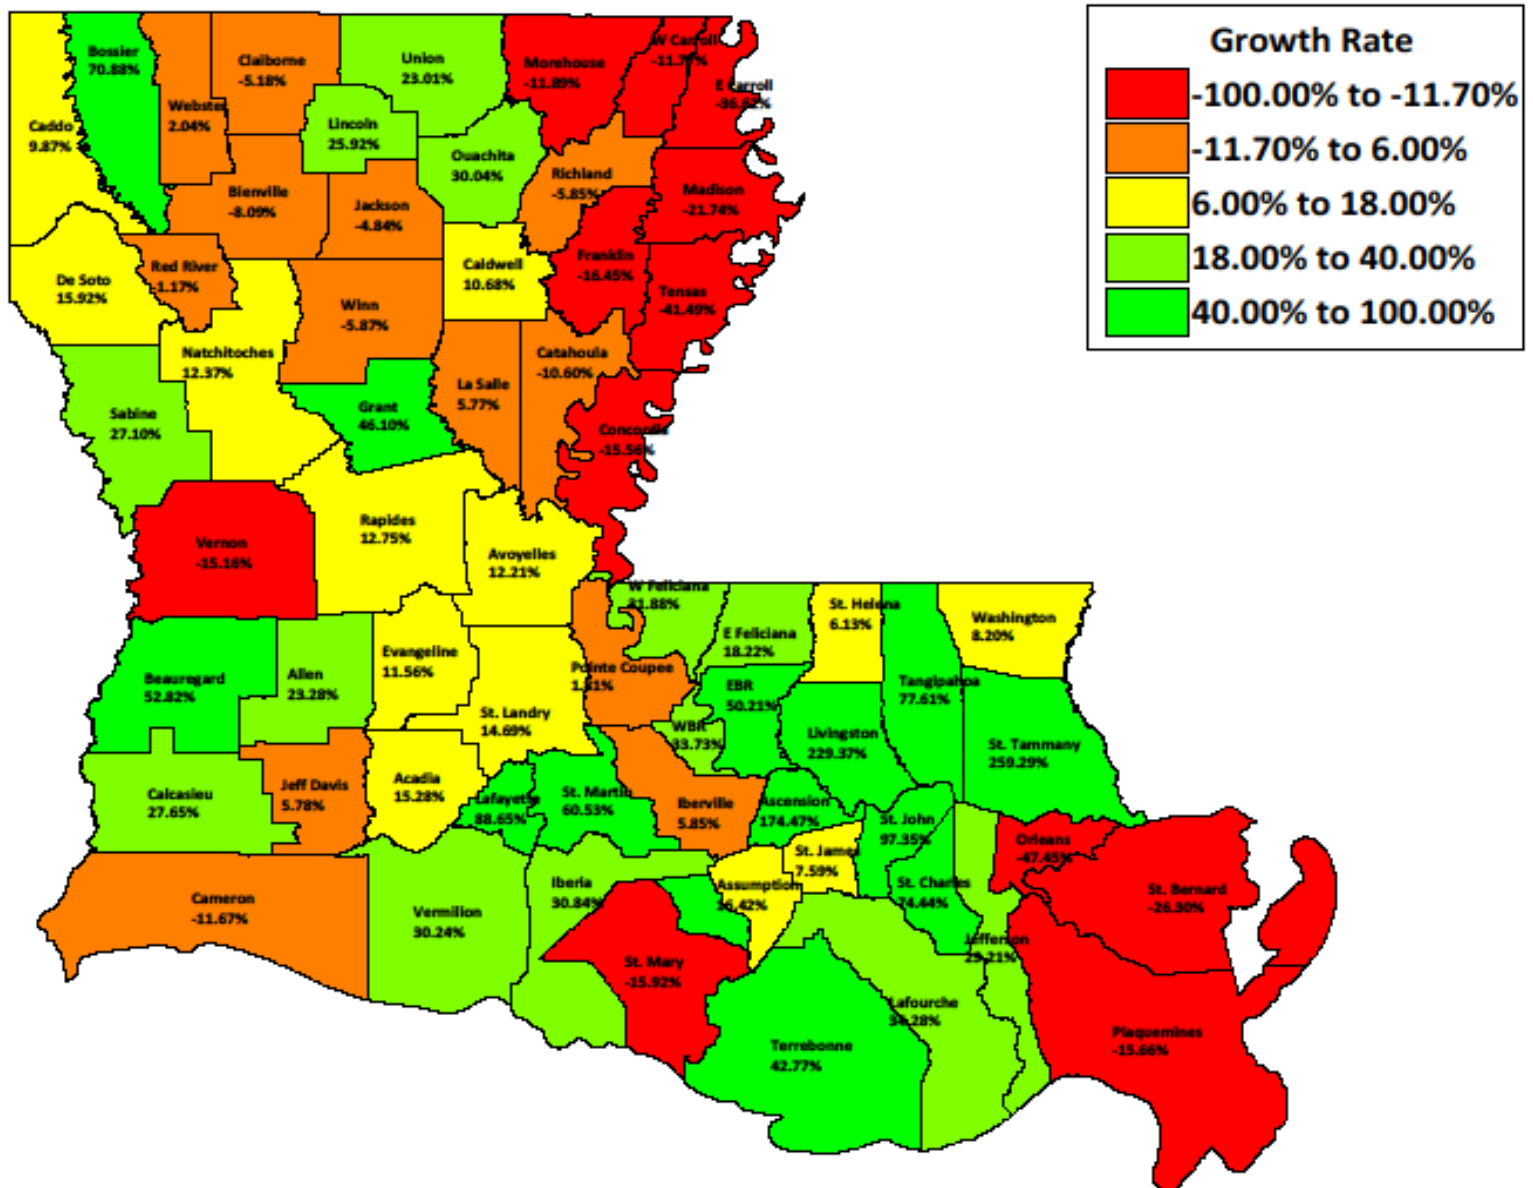 Growth Rate
-100.00% to -11.70%
-11.70% to 6.00%
6.00% to 18.00%
18.00% to 40.00%
40.00% to 100.00%
Bossier
70.88%
Claiborne
-5.18%
Union
23.01%
Morehouse
-11.89%
W Carroll
E Carroll
Webster
2.04%
Caddo
9.87%
Lincoln
25.92%
Ouachita
30.04%
Richland
-5.85%
Madison
-21.74%
Bienville
-8.09%
Jackson
-4.84%
De Soto
15.92%
Red River
-1.17%
Caldwell
10.68%
Franklin
-16.45%
Tensas
-41.49%
Winn
-5.87%
Natchitoches
12.37%
Catahoula
-10.60%
La Salle
5.77%
Grant
46.10%
Sabine
27.10%
Concordia
-15.56%
Rapides
12.75%
Vernon
-15.16%
Avoyelles
12.21%
W Feliciana
31.88%
St. Helena
6.13%
Washington
8.20%
E Feliciana
18.22%
Evangeline
11.56%
Pointe Coupee
Beauregard
52.82%
Allen
23.28%
EBR
50.21%
Tangipahoa
77.61%
St. Landry
14.69%
WBR
33.73%
Livingston
229.37%
St. Tammany
259.29%
Calcasieu
27.65%
Jeff Davis
5.78%
Acadia
15.28%
Lafayette
88.65%
St. Martin
60.53%
Iberville
5.85%
Ascension
174.47%
St. John
97.35%
Orleans
-47.45%
St. James
7.59%
Cameron
-11.67%
Vermilion
30.24%
Iberia
30.84%
Assumption
16.42%
St. Charles
74.44%
St. Bernard
-26.30%
Jefferson
29.21%
St. Mary
-15.92%
Lafourche
34.28%
Terrebonne
42.77%
Plaquemines
-15.66%